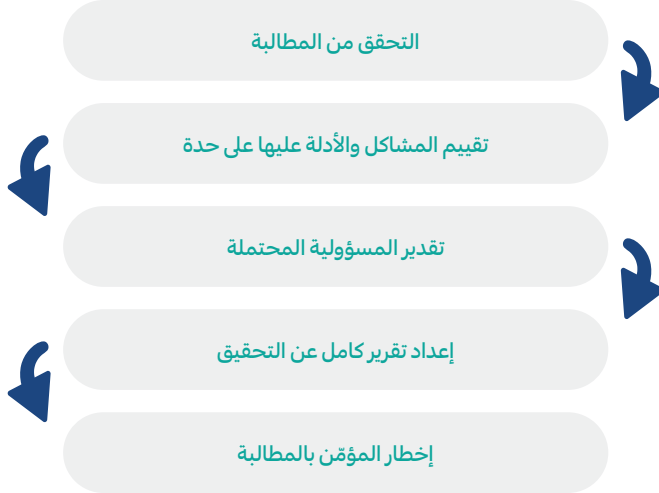 التحقق من المطالبة
تقييم المشاكل والأدلة عليها على حدة
تقدير المسؤولية المحتملة
إعداد تقرير كامل عن التحقيق
إخطار المؤمّن بالمطالبة